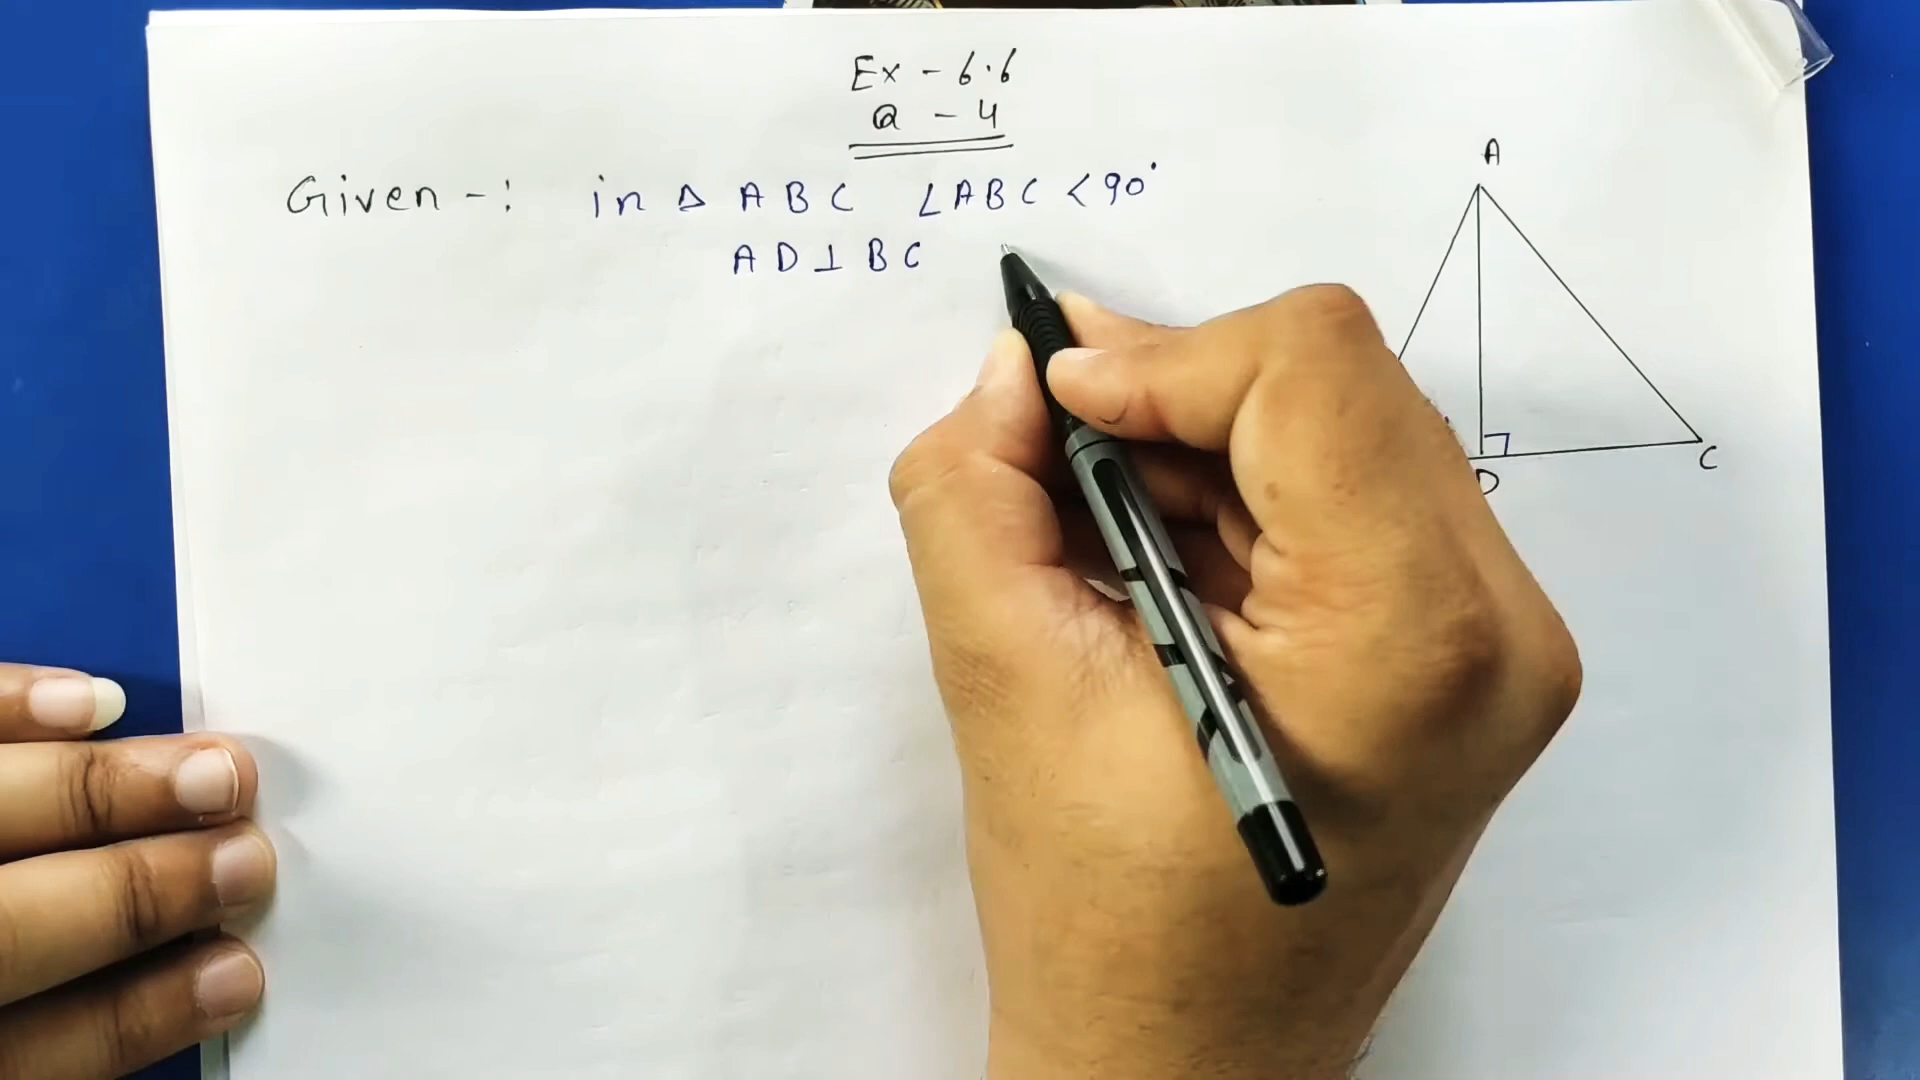 Ex - 6.6
Q - 4
Given -: in Δ ABC ∠ABC < 90°
AD ⊥ BC
A
D
C